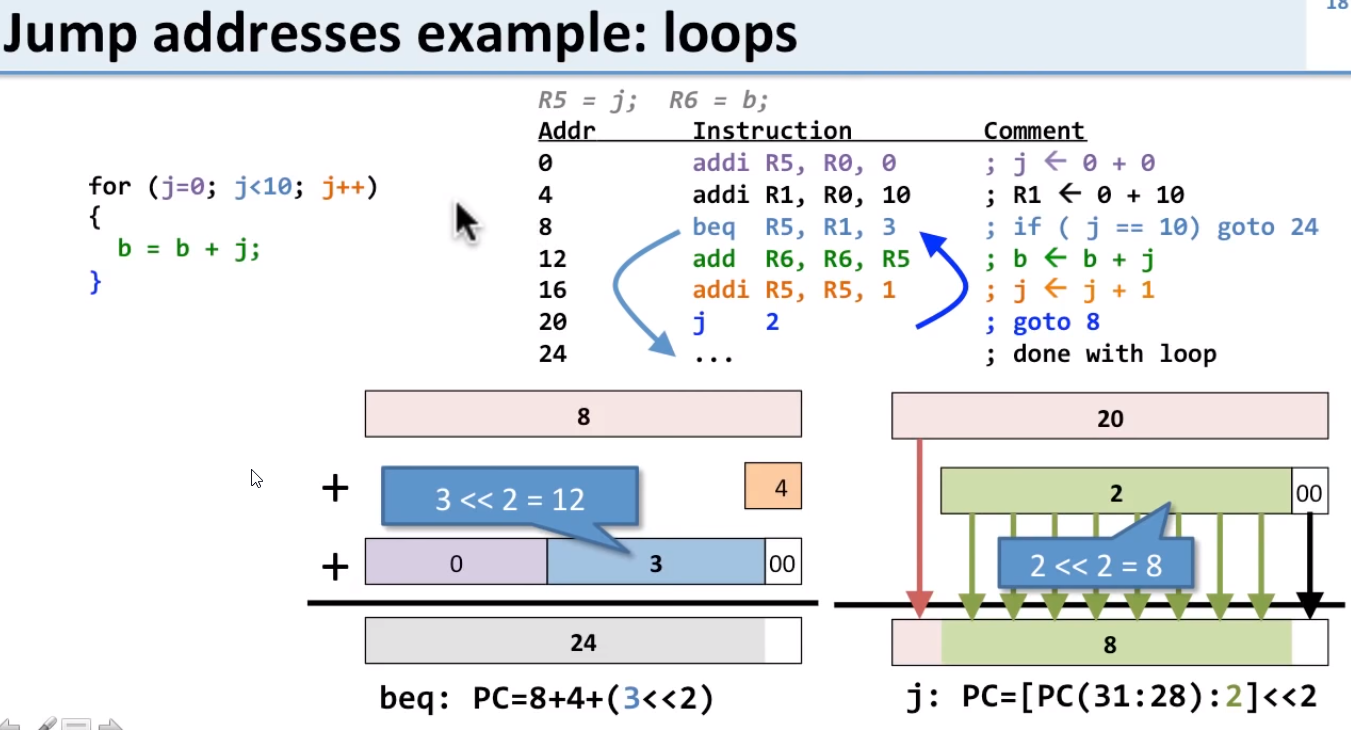 18
Jump addresses example: loops
for (j=0; j<10; j++)
{
b = b + j;
}
R5 = j; R6 = b;
Addr Instruction Comment
0 addi R5, R0, 0 ; j ← 0 + 0
4 addi R1, R0, 10 ; R1 ← 0 + 10
8 beq R5, R1, 3 ; if ( j == 10) goto 24
12 add R6, R6, R5 ; b ← b + j
16 addi R5, R5, 1 ; j ← j + 1
20 j 2 ; goto 8
24 ... ; done with loop
8
+ 3 << 2 = 12 4
+ 0 3 00
24
beq: PC=8+4+(3<<2)
20
2 00
2 << 2 = 8
8
j: PC=[PC(31:28):2]<<2